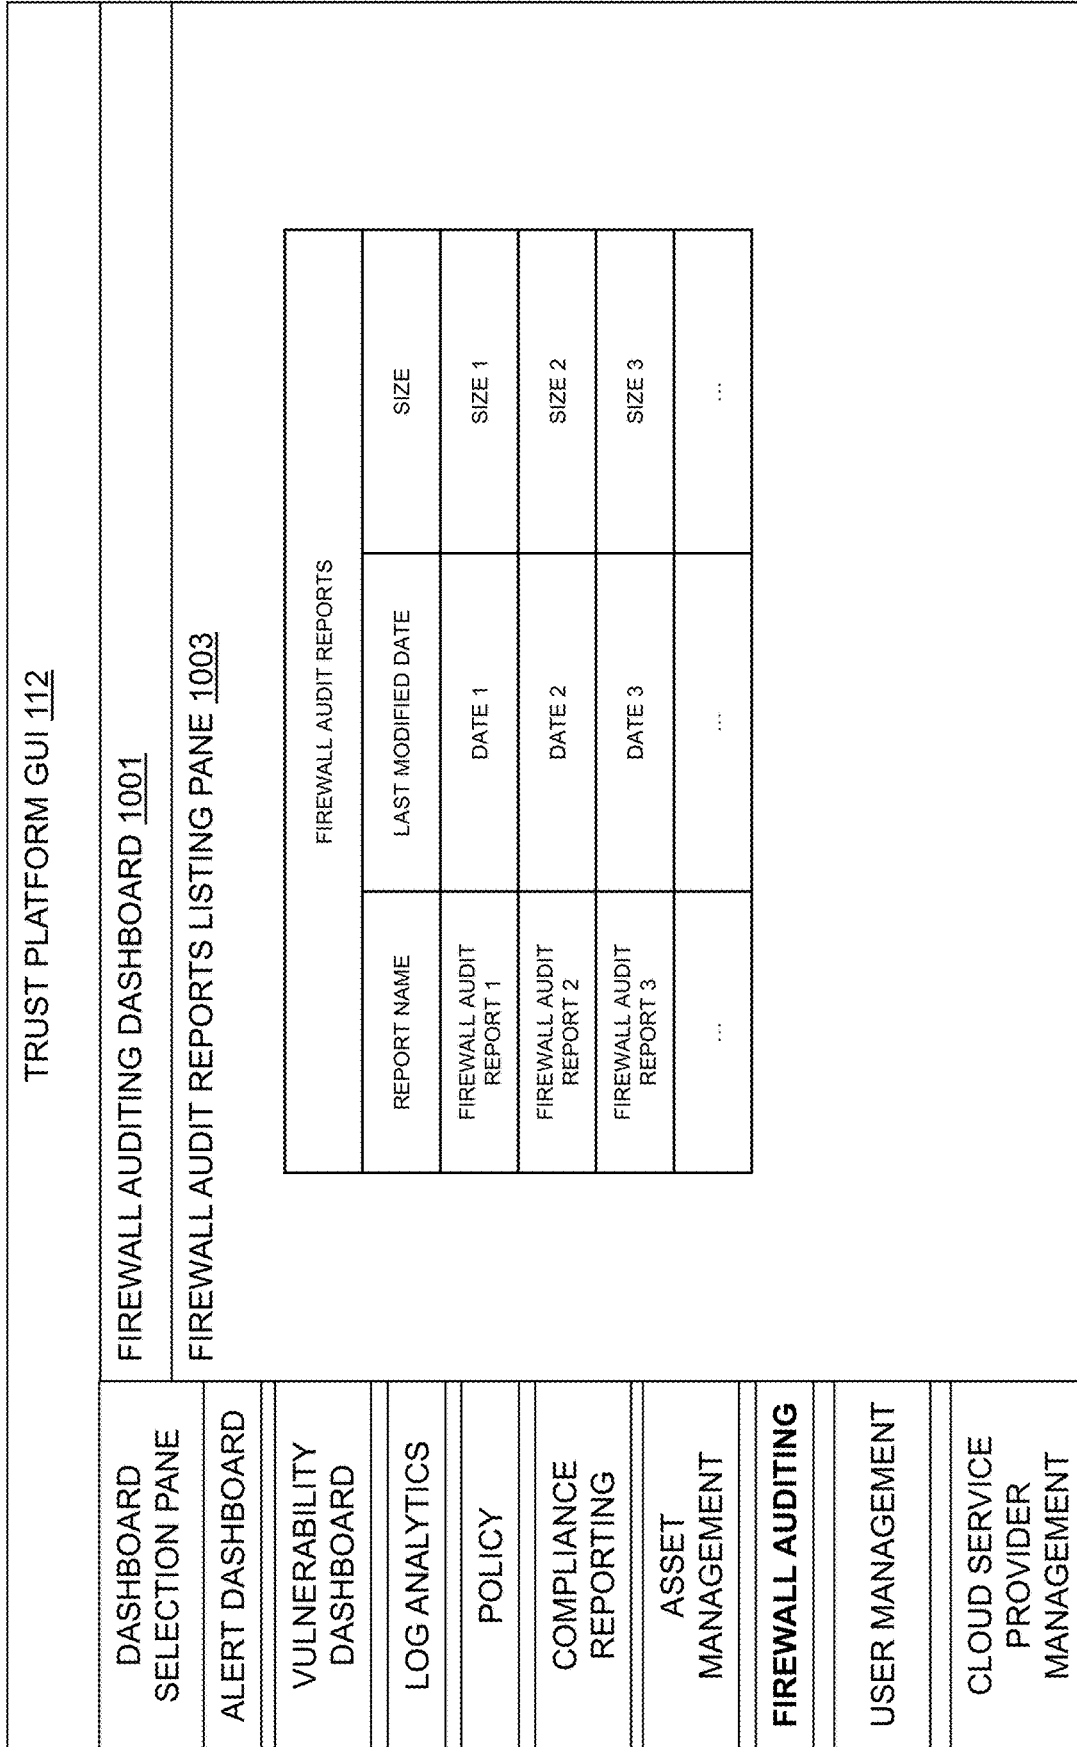 TRUST PLATFORM GUI 112
DASHBOARD
SELECTION PANE
ALERT DASHBOARD
VULNERABILITY
DASHBOARD
LOG ANALYTICS
POLICY
COMPLIANCE
REPORTING
ASSET
MANAGEMENT
FIREWALL AUDITING
USER MANAGEMENT
CLOUD SERVICE
PROVIDER
MANAGEMENT
FIREWALL AUDITING DASHBOARD 1001
FIREWALL AUDIT REPORTS LISTING PANE 1003
FIREWALL AUDIT REPORTS
REPORT NAME LAST MODIFIED DATE SIZE
FIREWALL AUDIT
REPORT 1 DATE 1 SIZE 1
FIREWALL AUDIT
REPORT 2 DATE 2 SIZE 2
FIREWALL AUDIT
REPORT 3 DATE 3 SIZE 3
... ... ...